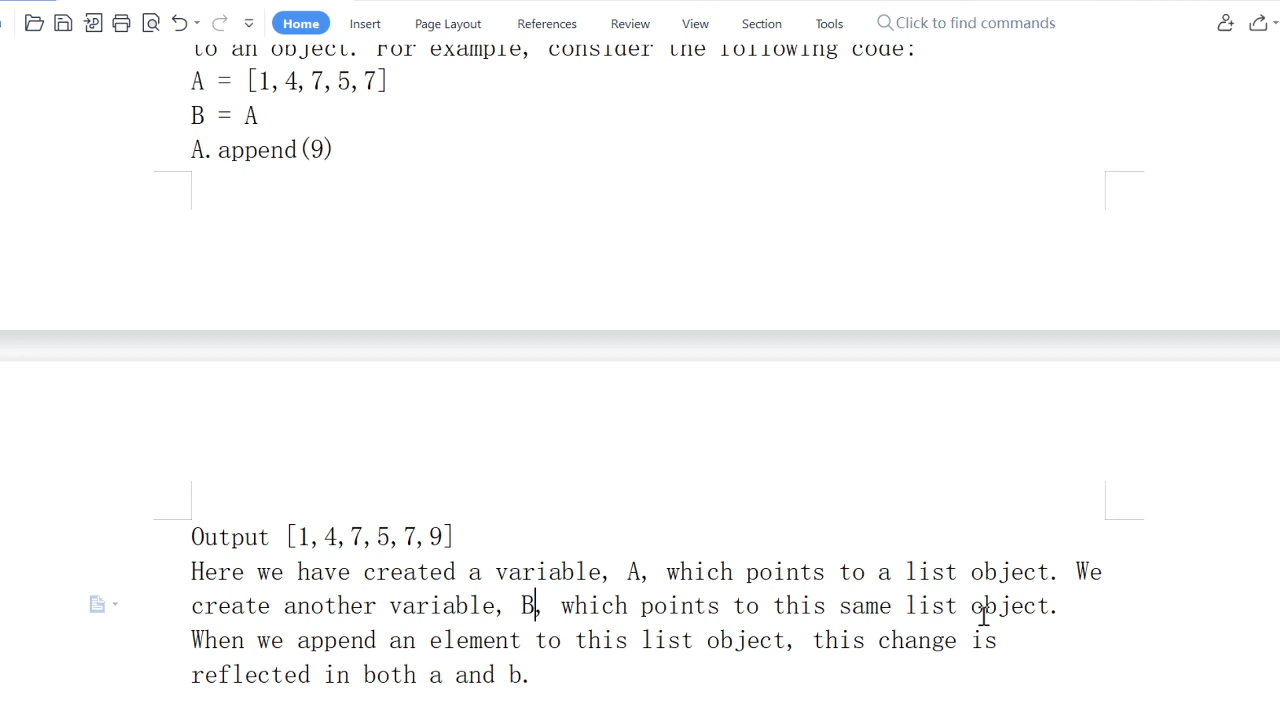 Home Insert Page Layout References Review View Section Tools Click to find commands
to an object. For example, consider the following code:
A = [1,4,7,5,7]
B = A
A.append(9)
Output [1,4,7,5,7,9]
Here we have created a variable, A, which points to a list object. We
create another variable, B, which points to this same list object.
When we append an element to this list object, this change is
reflected in both a and b.